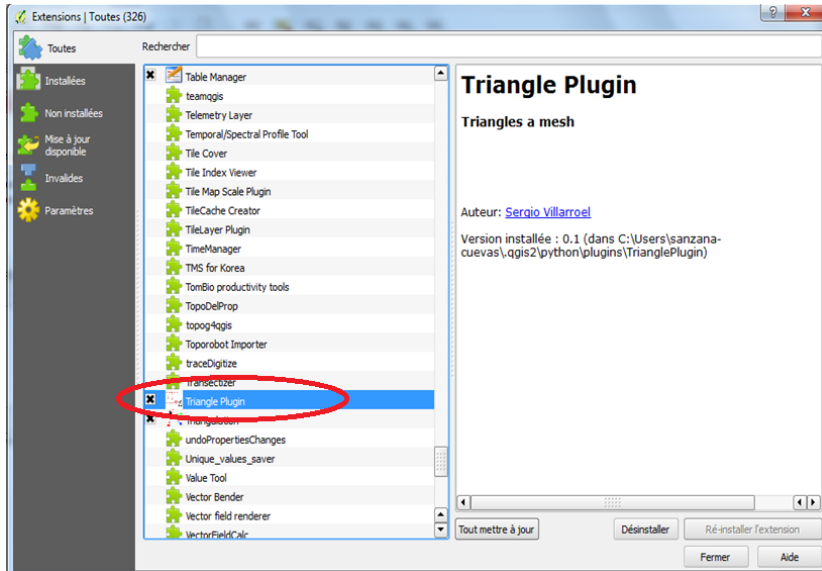 Extensions | Toutes (326)
Toutes
Installées
Non installées
Mise à jour
disponible
Invalides
Paramètres
Rechercher
Table Manager
teamqgis
Telemetry Layer
Temporal/Spectral Profile Tool
Tile Cover
Tile Index Viewer
Tile Map Scale Plugin
TileCache Creator
TileLayer Plugin
TimeManager
TMS for Korea
TomBio productivity tools
TopoDelProp
topog4qgis
Toporobot Importer
traceDigitize
Transectizer
Triangle Plugin
Triangulation
undoPropertiesChanges
Unique_values_saver
Value Tool
Vector Bender
Vector field renderer
VectorFieldCalc
Triangle Plugin
Triangles a mesh
Auteur: Sergio Villarroel
Version installée : 0.1 (dans C:\Users\sanzana-
cuevas\.qgis2\python\plugins\TrianglePlugin)
Tout mettre à jour
Désinstaller
Ré-installer l'extension
Fermer
Aide